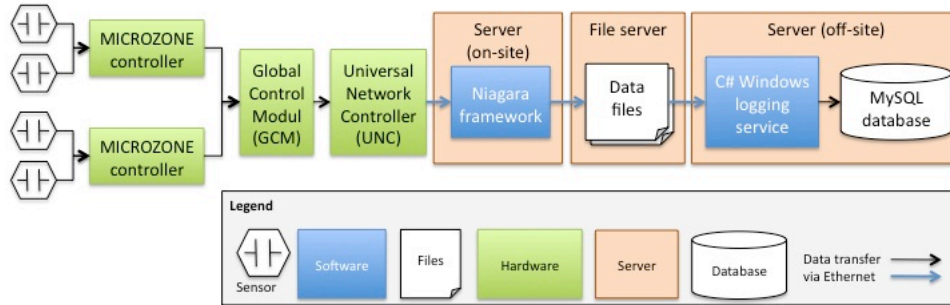 MICROZONE
controller
MICROZONE
controller
Global
Control
Modul
(GCM)
Universal
Network
Controller
(UNC)
Server
(on-site)
Niagara
framework
File server
Data
files
Server (off-site)
C# Windows
logging
service
MySQL
database
Legend
Sensor
Software
Files
Hardware
Server
Database
Data transfer
via Ethernet